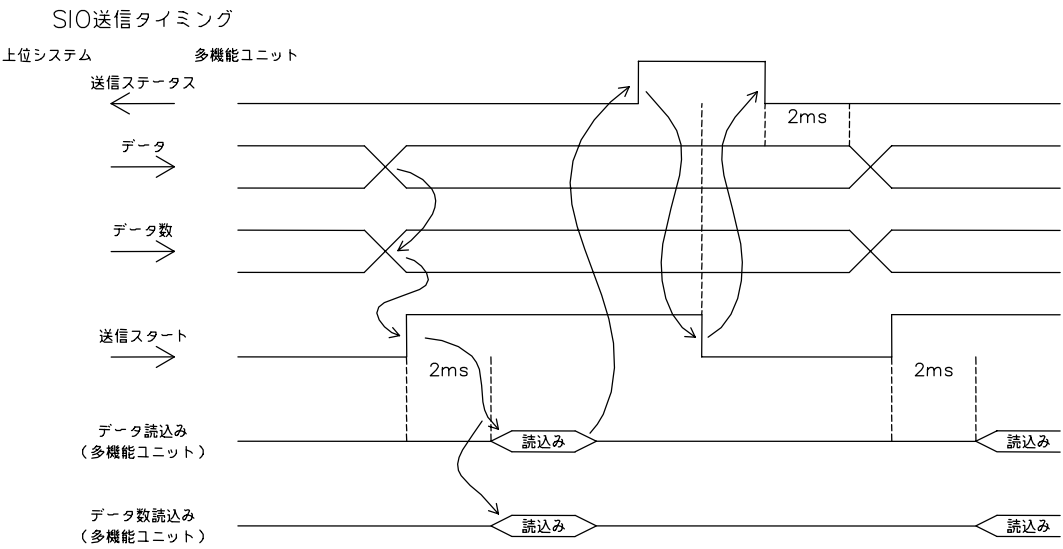 SIO送信タイミング
上位システム 多機能ユニット
送信ステータス
2ms
データ
データ数
送信スタート
2ms 2ms
データ読込み
(多機能ユニット)
読込み 読込み
データ数読込み
(多機能ユニット)
読込み 読込み